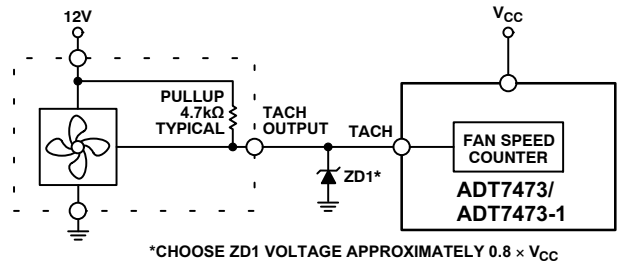 12V
VCC
PULLUP
4.7kΩ
TYPICAL
TACH
OUTPUT
TACH
FAN SPEED
COUNTER
ZD1*
ADT7473/
ADT7473-1
*CHOOSE ZD1 VOLTAGE APPROXIMATELY 0.8 × VCC